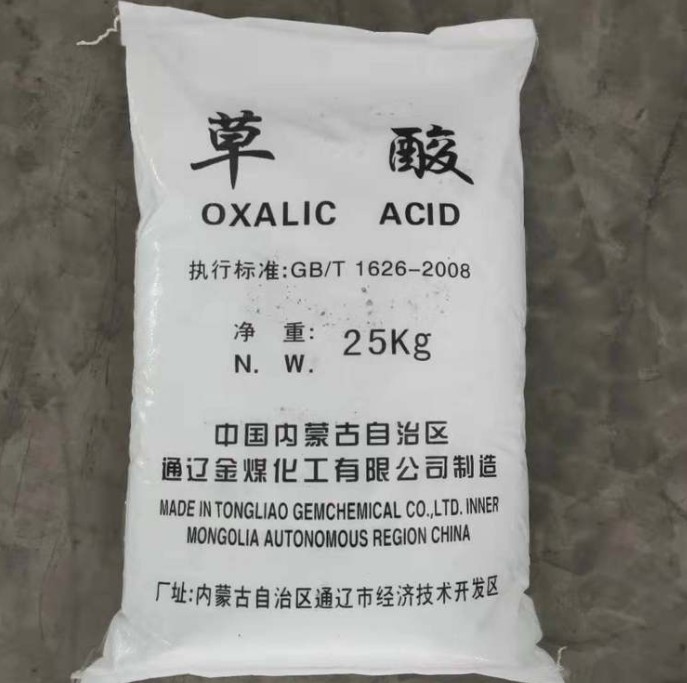 草 酸
OXALIC ACID
执行标准:GB/T 1626-2008
净 重: 25Kg
N. W.
中国内蒙古自治区
通辽金煤化工有限公司制造
MADE IN TONGLIAO GEMCHEMICAL CO.,LTD. INNER
MONGOLIA AUTONOMOUS REGION CHINA
厂址:内蒙古自治区通辽市经济技术开发区